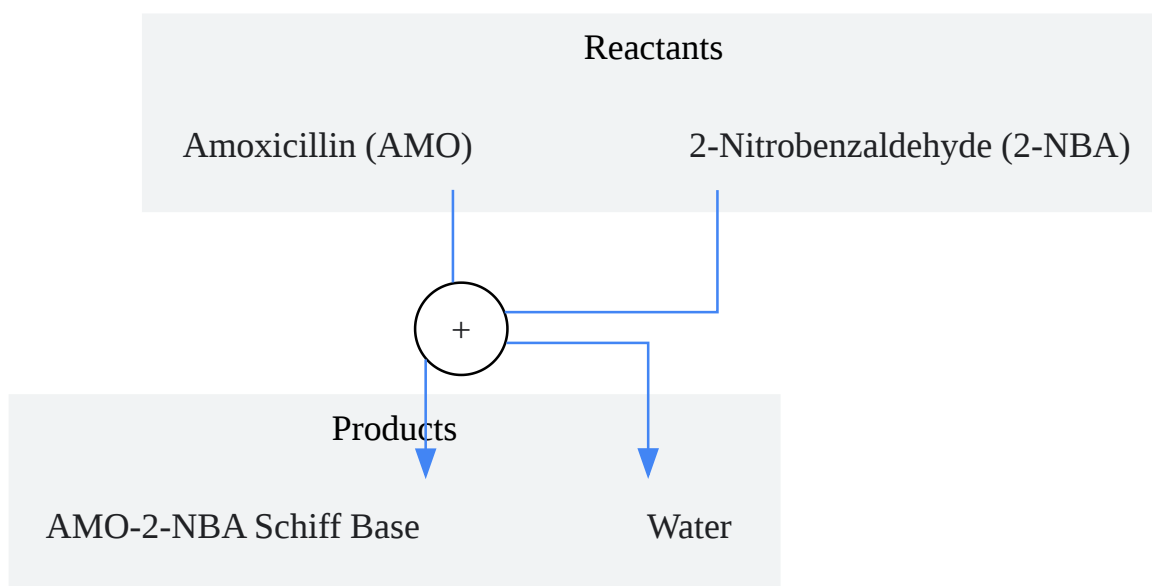 Reactants
Amoxicillin (AMO) 2-Nitrobenzaldehyde (2-NBA)
+
Products
AMO-2-NBA Schiff Base Water